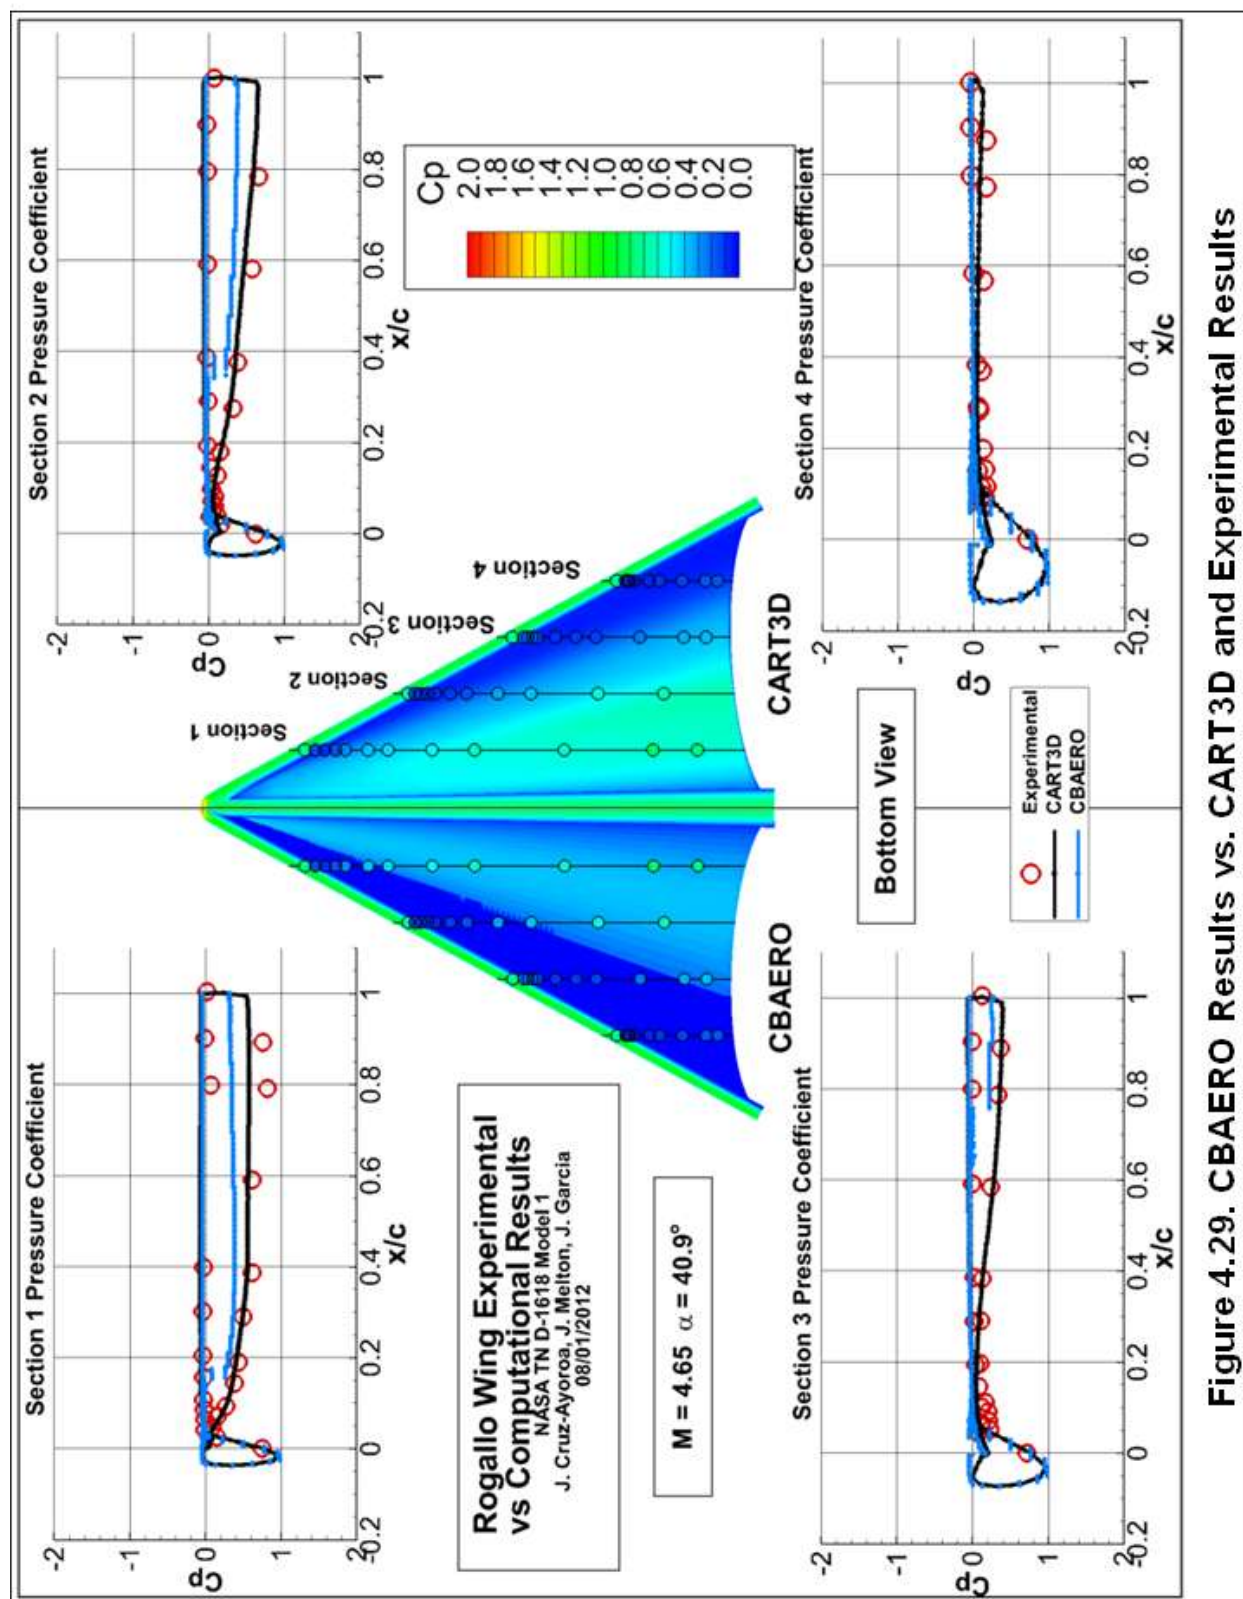 Section 1 Pressure Coefficient
-2
-1
0
1
2
Cp
-0.2
0
0.2
0.4
0.6
0.8
1
x/c
Section 2 Pressure Coefficient
-2
-1
0
1
2
Cp
-0.2
0
0.2
0.4
0.6
0.8
1
x/c
Rogallo Wing Experimental
vs Computational Results
NASA TN D-1618 Model 1
J. Cruz-Ayoroa, J. Melton, J. Garcia
08/01/2012
M = 4.65 α = 40.9°
Section 1
Section 2
Section 3
Section 4
CBAERO
CART3D
Cp
2.0
1.8
1.6
1.4
1.2
1.0
0.8
0.6
0.4
0.2
0.0
Bottom View
Experimental
CART3D
CBAERO
Section 3 Pressure Coefficient
-2
-1
0
1
2
Cp
-0.2
0
0.2
0.4
0.6
0.8
1
x/c
Section 4 Pressure Coefficient
-2
-1
0
1
2
Cp
-0.2
0
0.2
0.4
0.6
0.8
1
x/c
Figure 4.29. CBAERO Results vs. CART3D and Experimental Results